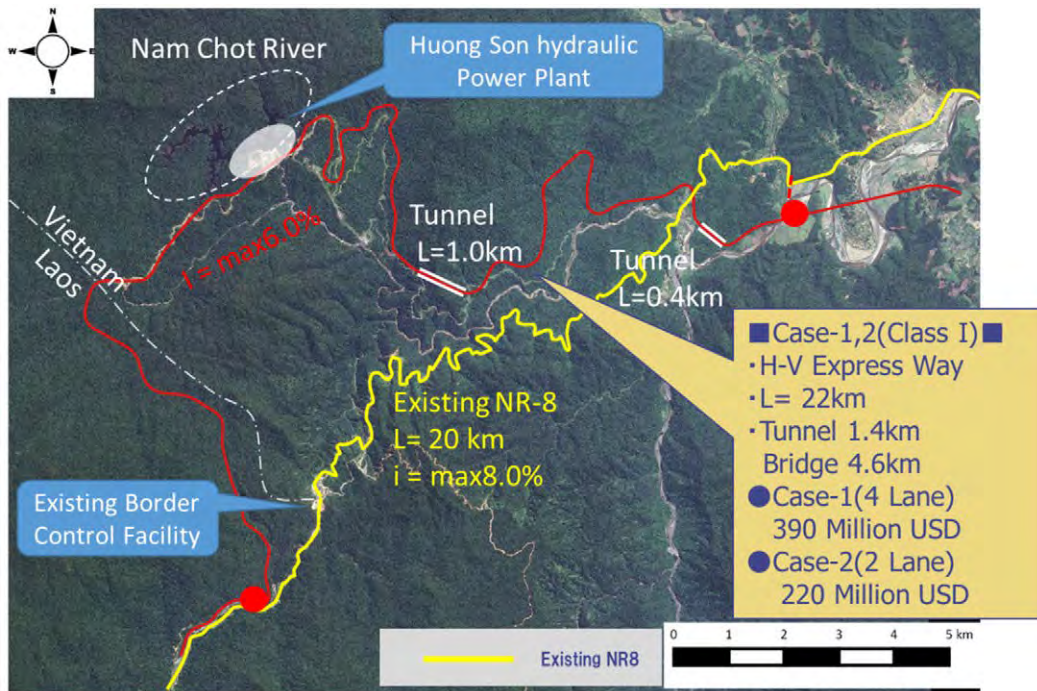 N
W
E
S
Nam Chot River
Huong Son hydraulic
Power Plant
Vietnam
Laos
i = max6.0%
Tunnel
L=1.0km
Tunnel
L=0.4km
■Case-1,2(Class I)■
・H-V Express Way
・L= 22km
・Tunnel 1.4km
Bridge 4.6km
●Case-1(4 Lane)
390 Million USD
●Case-2(2 Lane)
220 Million USD
Existing NR-8
L= 20 km
i = max8.0%
Existing Border
Control Facility
Existing NR8
0 1 2 3 4 5 km